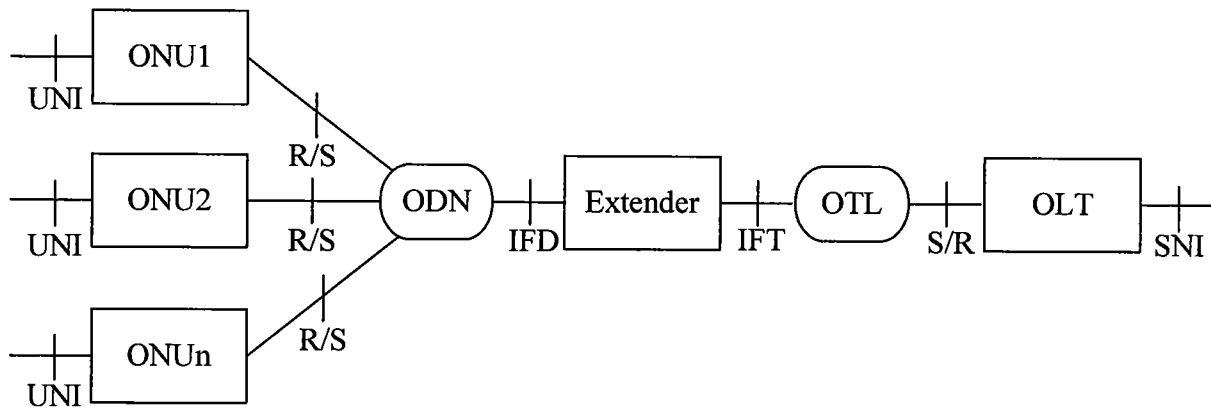 ONU1
UNI
R/S
ONU2
UNI
R/S
ODN
IFD
Extender
IFT
OTL
S/R
OLT
SNI
ONUn
UNI
R/S